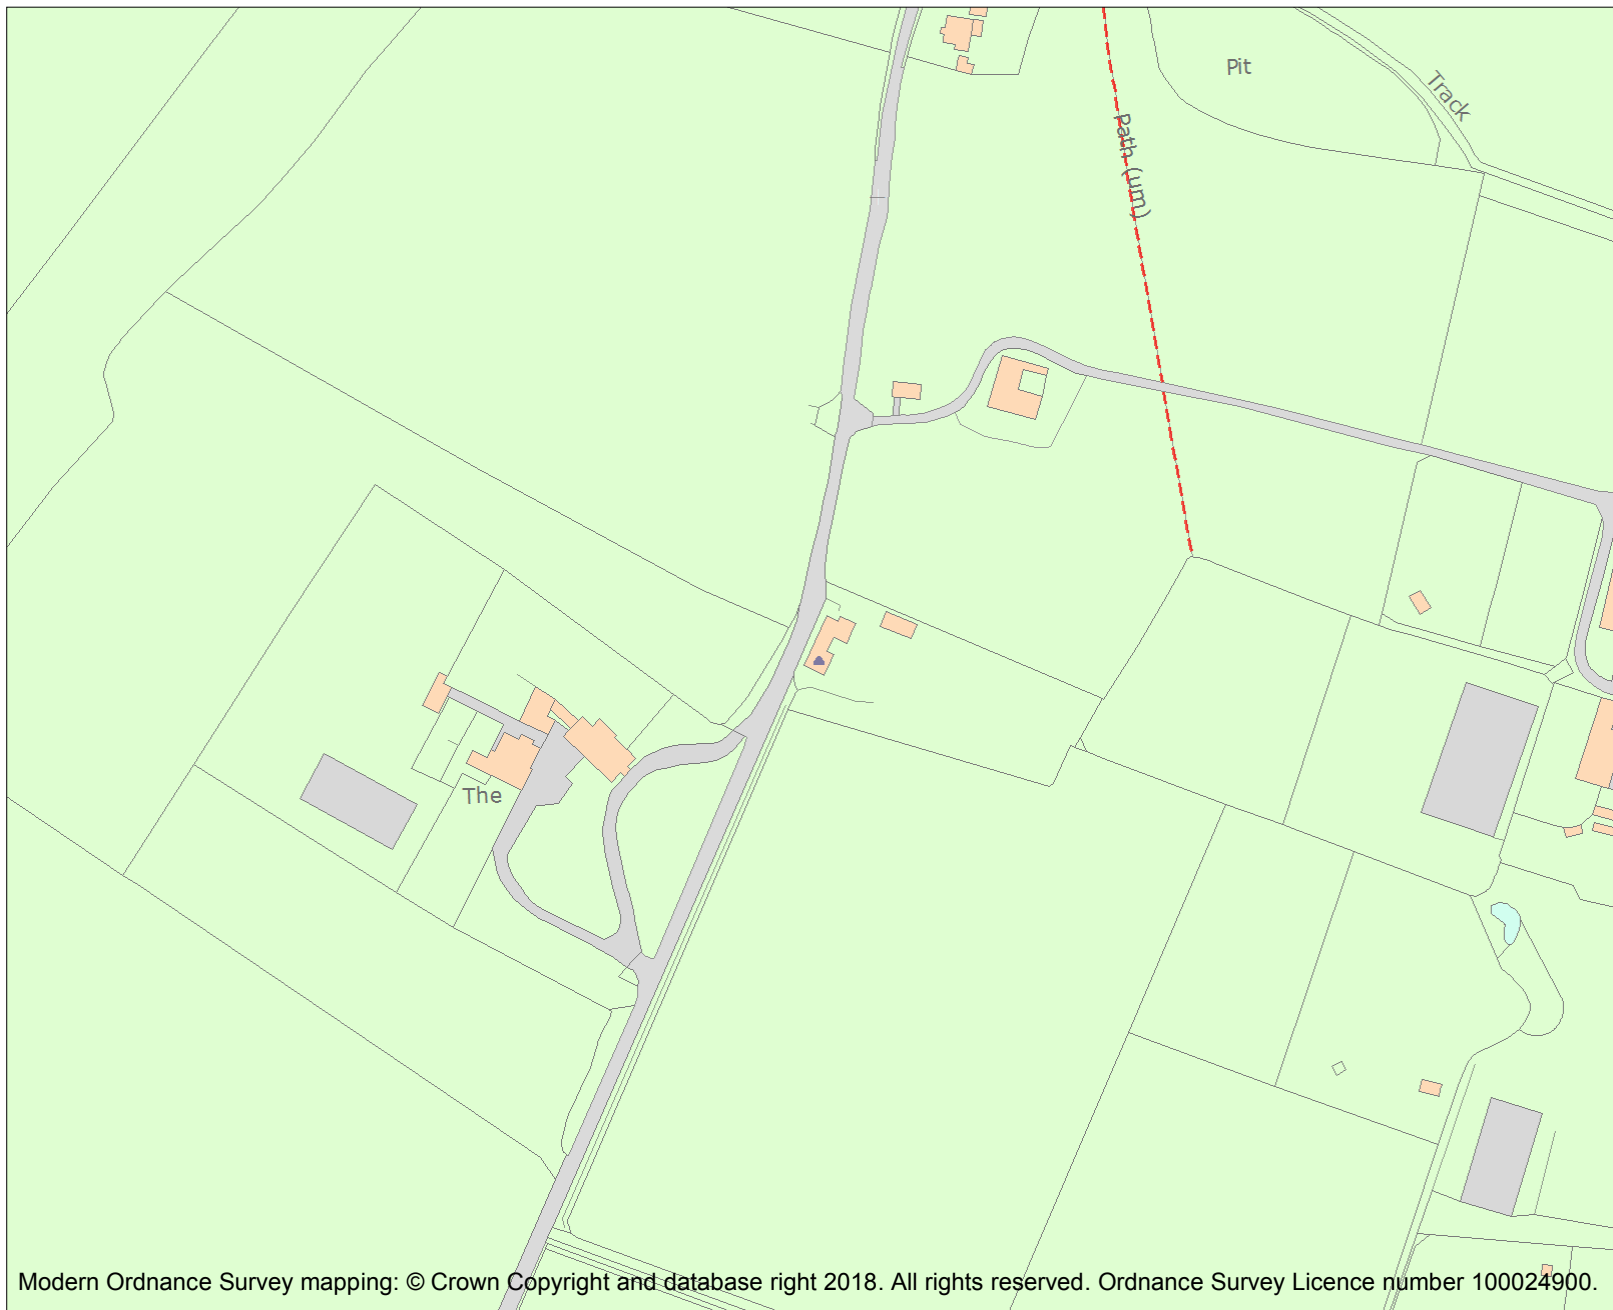 Pit
Track
Path (um)
The
Modern Ordnance Survey mapping: © Crown Copyright and database right 2018. All rights reserved. Ordnance Survey Licence number 100024900.